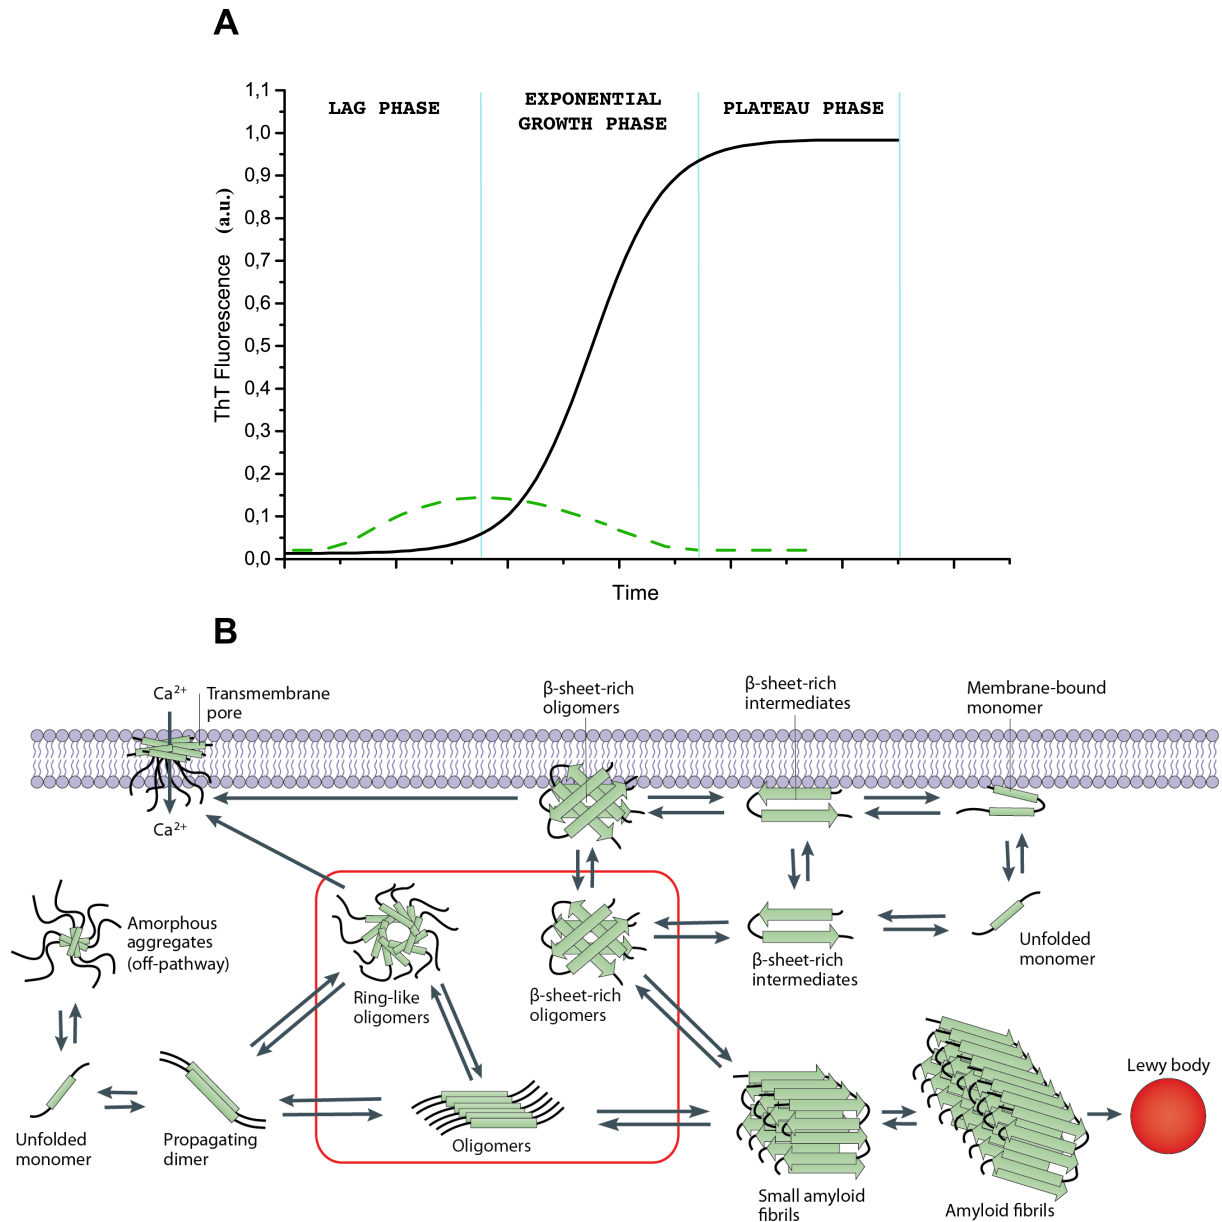 A
LAG PHASE
EXPONENTIAL
GROWTH PHASE
PLATEAU PHASE
1,1
1,0
0,9
0,8
0,7
0,6
0,5
0,4
0,3
0,2
0,1
0,0
ThT Fluorescence (a.u.)
Time
B
Ca2+
Transmembrane
pore
β-sheet-rich
oligomers
β-sheet-rich
intermediates
Membrane-bound
monomer
Ca2+
Amorphous
aggregates
(off-pathway)
Ring-like
oligomers
β-sheet-rich
oligomers
β-sheet-rich
intermediates
Unfolded
monomer
Unfolded
monomer
Propagating
dimer
Oligomers
Small amyloid
fibrils
Amyloid fibrils
Lewy body